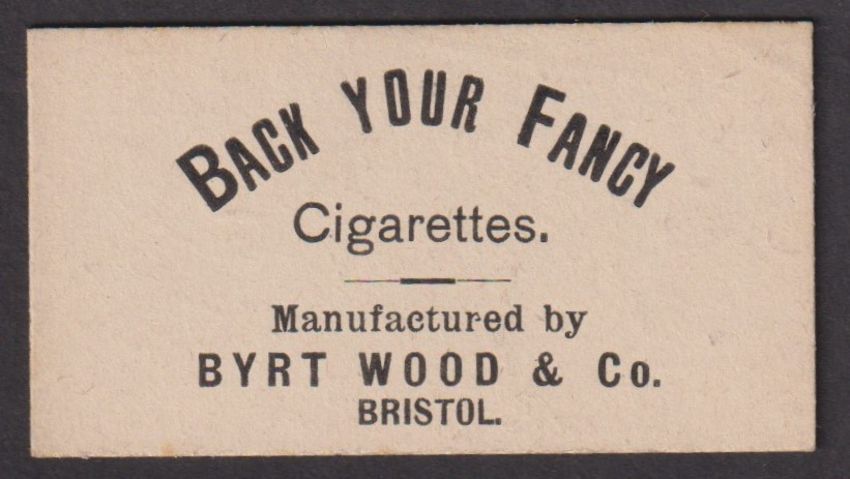 BACK YOUR FANCY
Cigarettes.
Manufactured by
BYRT WOOD & Co.
BRISTOL.